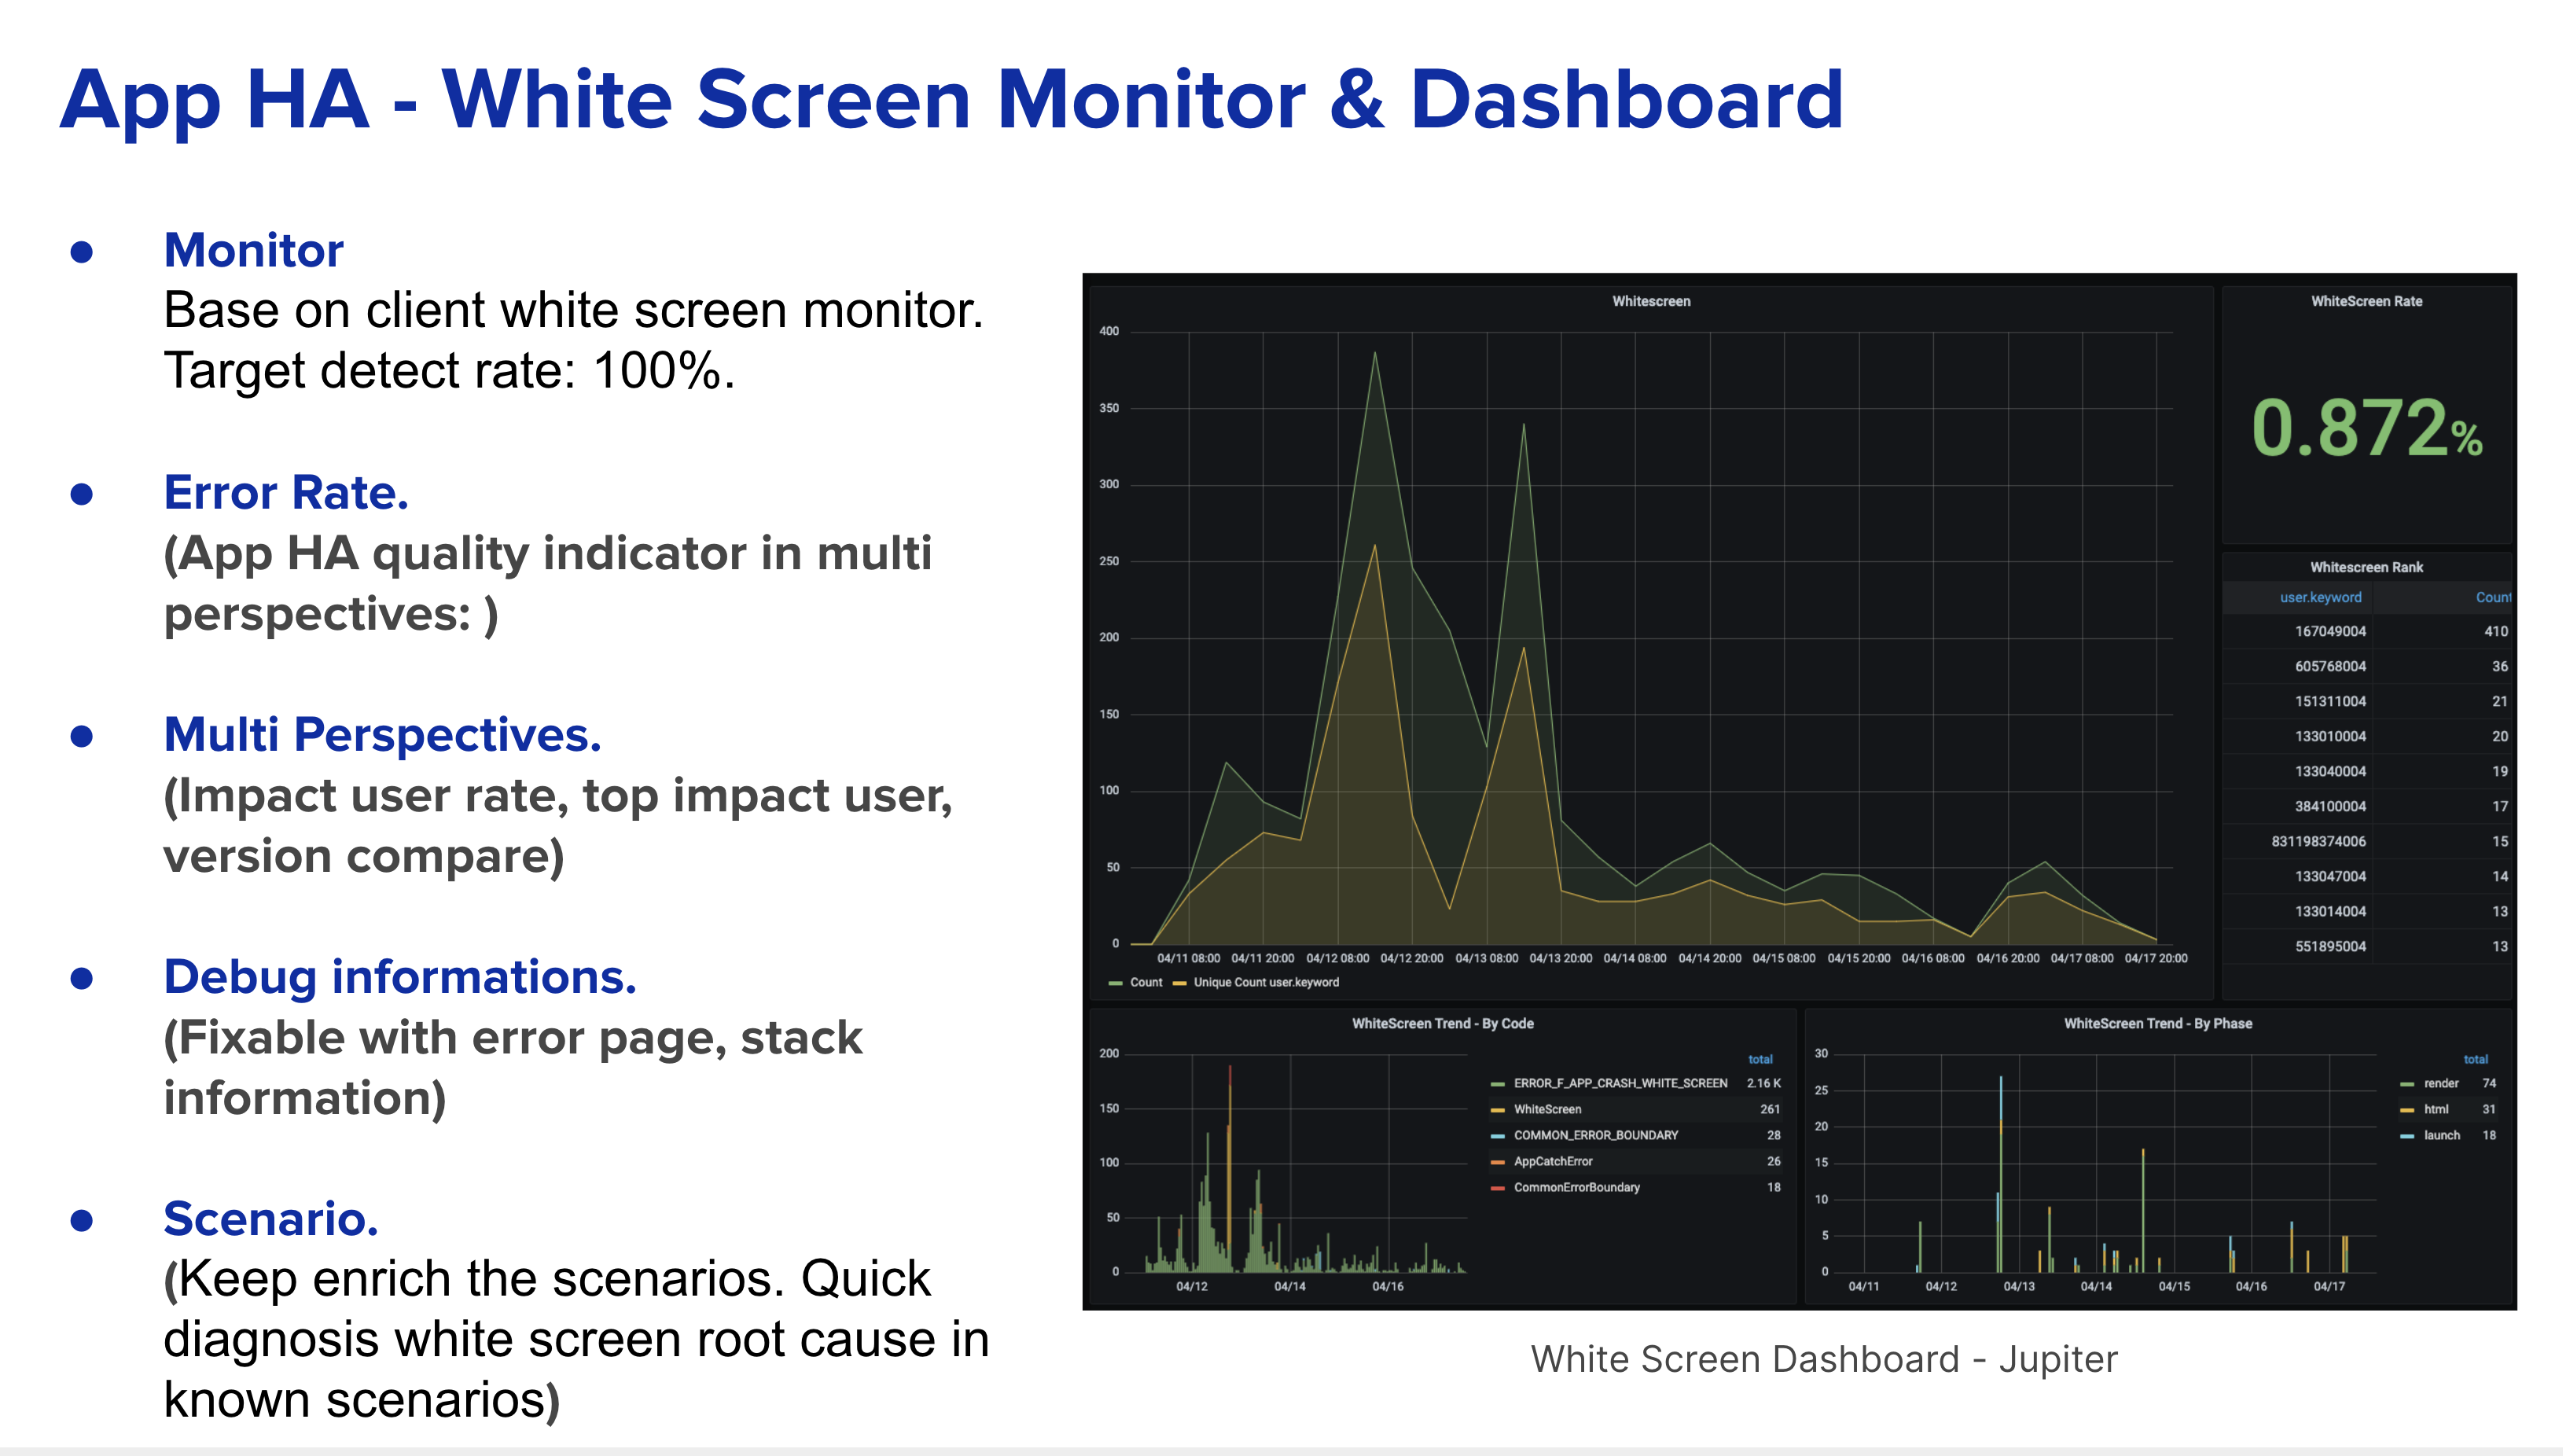 App HA - White Screen Monitor & Dashboard
● Monitor
Base on client white screen monitor.
Target detect rate: 100%.
● Error Rate.
(App HA quality indicator in multi
perspectives: )
● Multi Perspectives.
(Impact user rate, top impact user,
version compare)
● Debug informations.
(Fixable with error page, stack
information)
● Scenario.
(Keep enrich the scenarios. Quick
diagnosis white screen root cause in
known scenarios)
Whitescreen
400
350
300
250
200
150
100
50
0
04/11 08:00 04/11 20:00 04/12 08:00 04/12 20:00 04/13 08:00 04/13 20:00 04/14 08:00 04/14 20:00 04/15 08:00 04/15 20:00 04/16 08:00 04/16 20:00 04/17 08:00 04/17 20:00
Count Unique Count user.keyword
WhiteScreen Rate
0.872%
Whitescreen Rank
user.keyword Count
167049004 410
605768004 36
151311004 21
133010004 20
133040004 19
384100004 17
831198374006 15
133047004 14
133014004 13
551895004 13
WhiteScreen Trend - By Code
200
150
100
50
0
04/12 04/14 04/16
total
ERROR_F_APP_CRASH_WHITE_SCREEN 2.16 K
WhiteScreen 261
COMMON_ERROR_BOUNDARY 28
AppCatchError 26
CommonErrorBoundary 18
WhiteScreen Trend - By Phase
30
25
20
15
10
5
0
04/11 04/12 04/13 04/14 04/15 04/16 04/17
total
render 74
html 31
launch 18
White Screen Dashboard - Jupiter